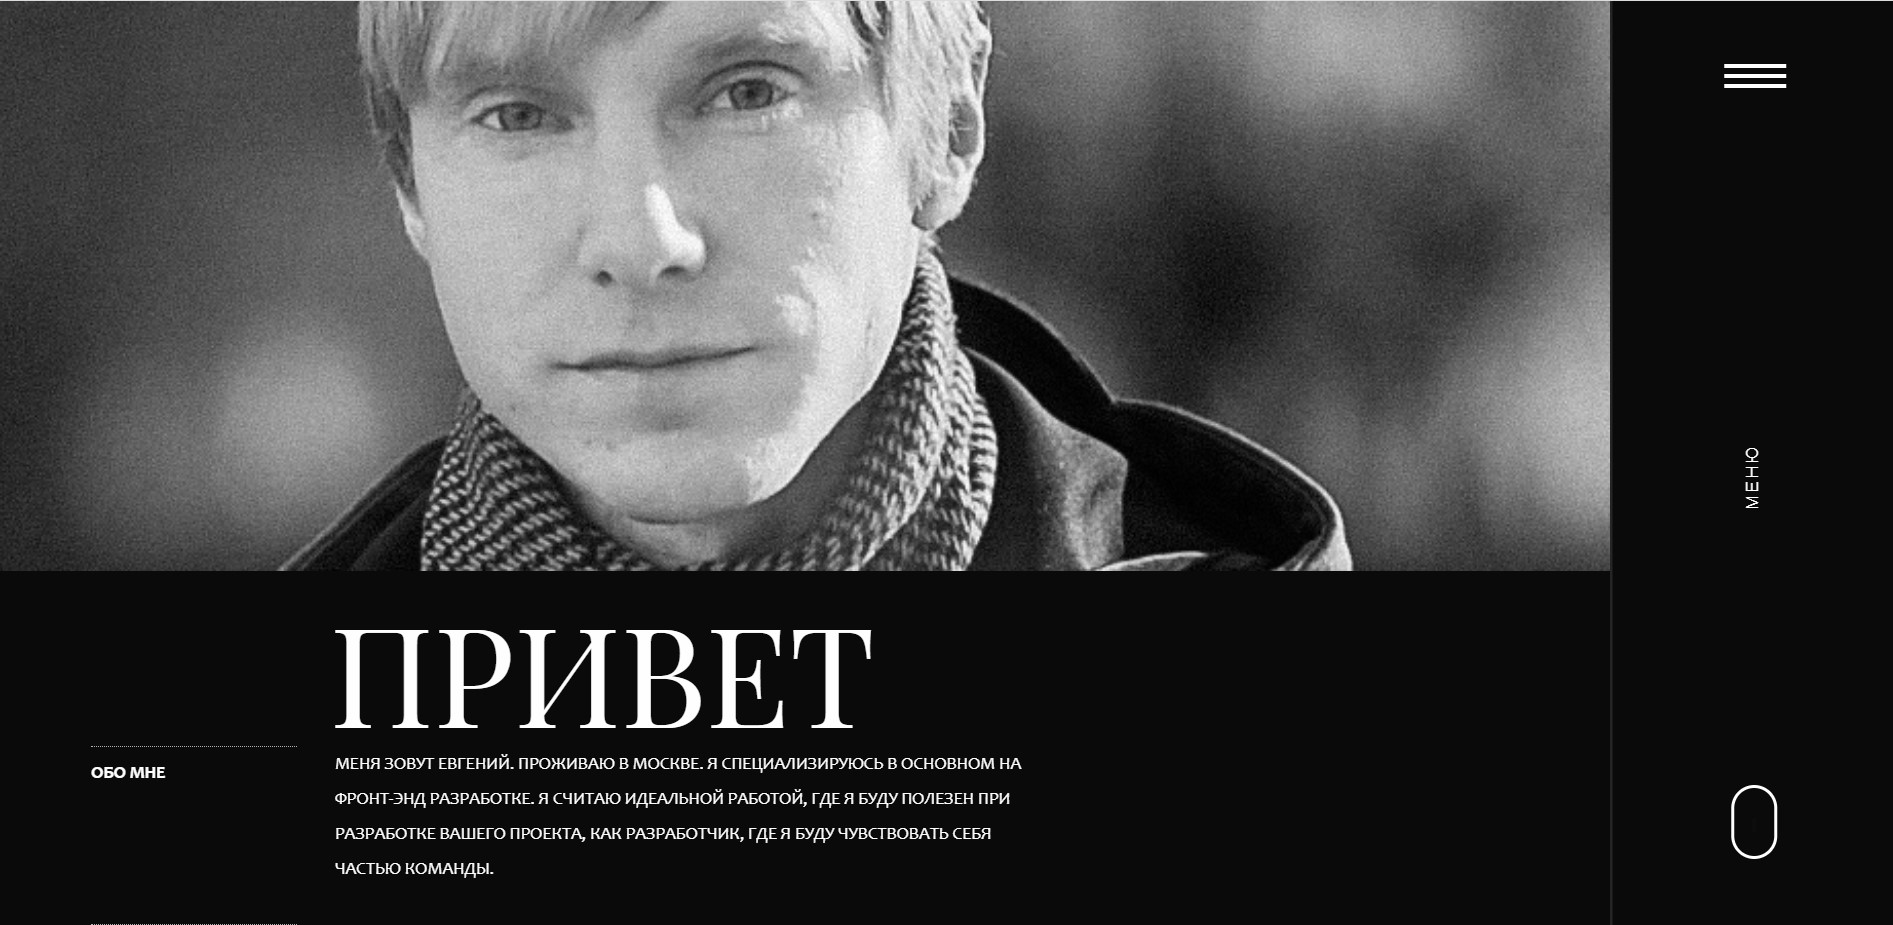 МЕНЮ
ПРИВЕТ
ОБО МНЕ
МЕНЯ ЗОВУТ ЕВГЕНИЙ. ПРОЖИВАЮ В МОСКВЕ. Я СПЕЦИАЛИЗИРУЮСЬ В ОСНОВНОМ НА
ФРОНТ-ЭНД РАЗРАБОТКЕ. Я СЧИТАЮ ИДЕАЛЬНОЙ РАБОТОЙ, ГДЕ Я БУДУ ПОЛЕЗЕН ПРИ
РАЗРАБОТКЕ ВАШЕГО ПРОЕКТА, КАК РАЗРАБОТЧИК, ГДЕ Я БУДУ ЧУВСТВОВАТЬ СЕБЯ
ЧАСТЬЮ КОМАНДЫ.